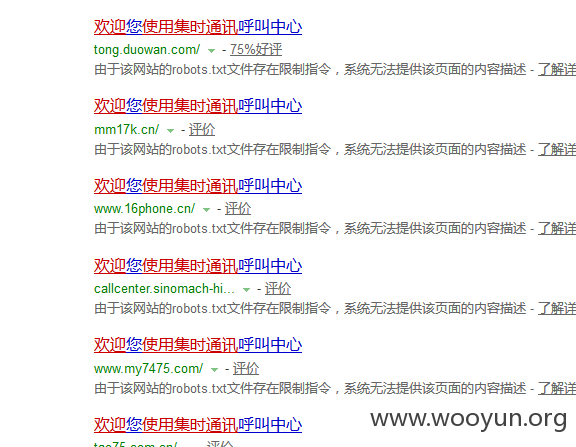 欢迎您使用集时通讯呼叫中心
tong.duowan.com/ - 75%好评
由于该网站的robots.txt文件存在限制指令，系统无法提供该页面的内容描述 - 了解详
欢迎您使用集时通讯呼叫中心
mm17k.cn/ - 评价
由于该网站的robots.txt文件存在限制指令，系统无法提供该页面的内容描述 - 了解详
欢迎您使用集时通讯呼叫中心
www.16phone.cn/ - 评价
由于该网站的robots.txt文件存在限制指令，系统无法提供该页面的内容描述 - 了解详
欢迎您使用集时通讯呼叫中心
callcenter.sinomach-hi... - 评价
由于该网站的robots.txt文件存在限制指令，系统无法提供该页面的内容描述 - 了解详
欢迎您使用集时通讯呼叫中心
www.my7475.com/ - 评价
由于该网站的robots.txt文件存在限制指令，系统无法提供该页面的内容描述 - 了解详
欢迎您使用集时通讯呼叫中心
www.wooyun.org
评价